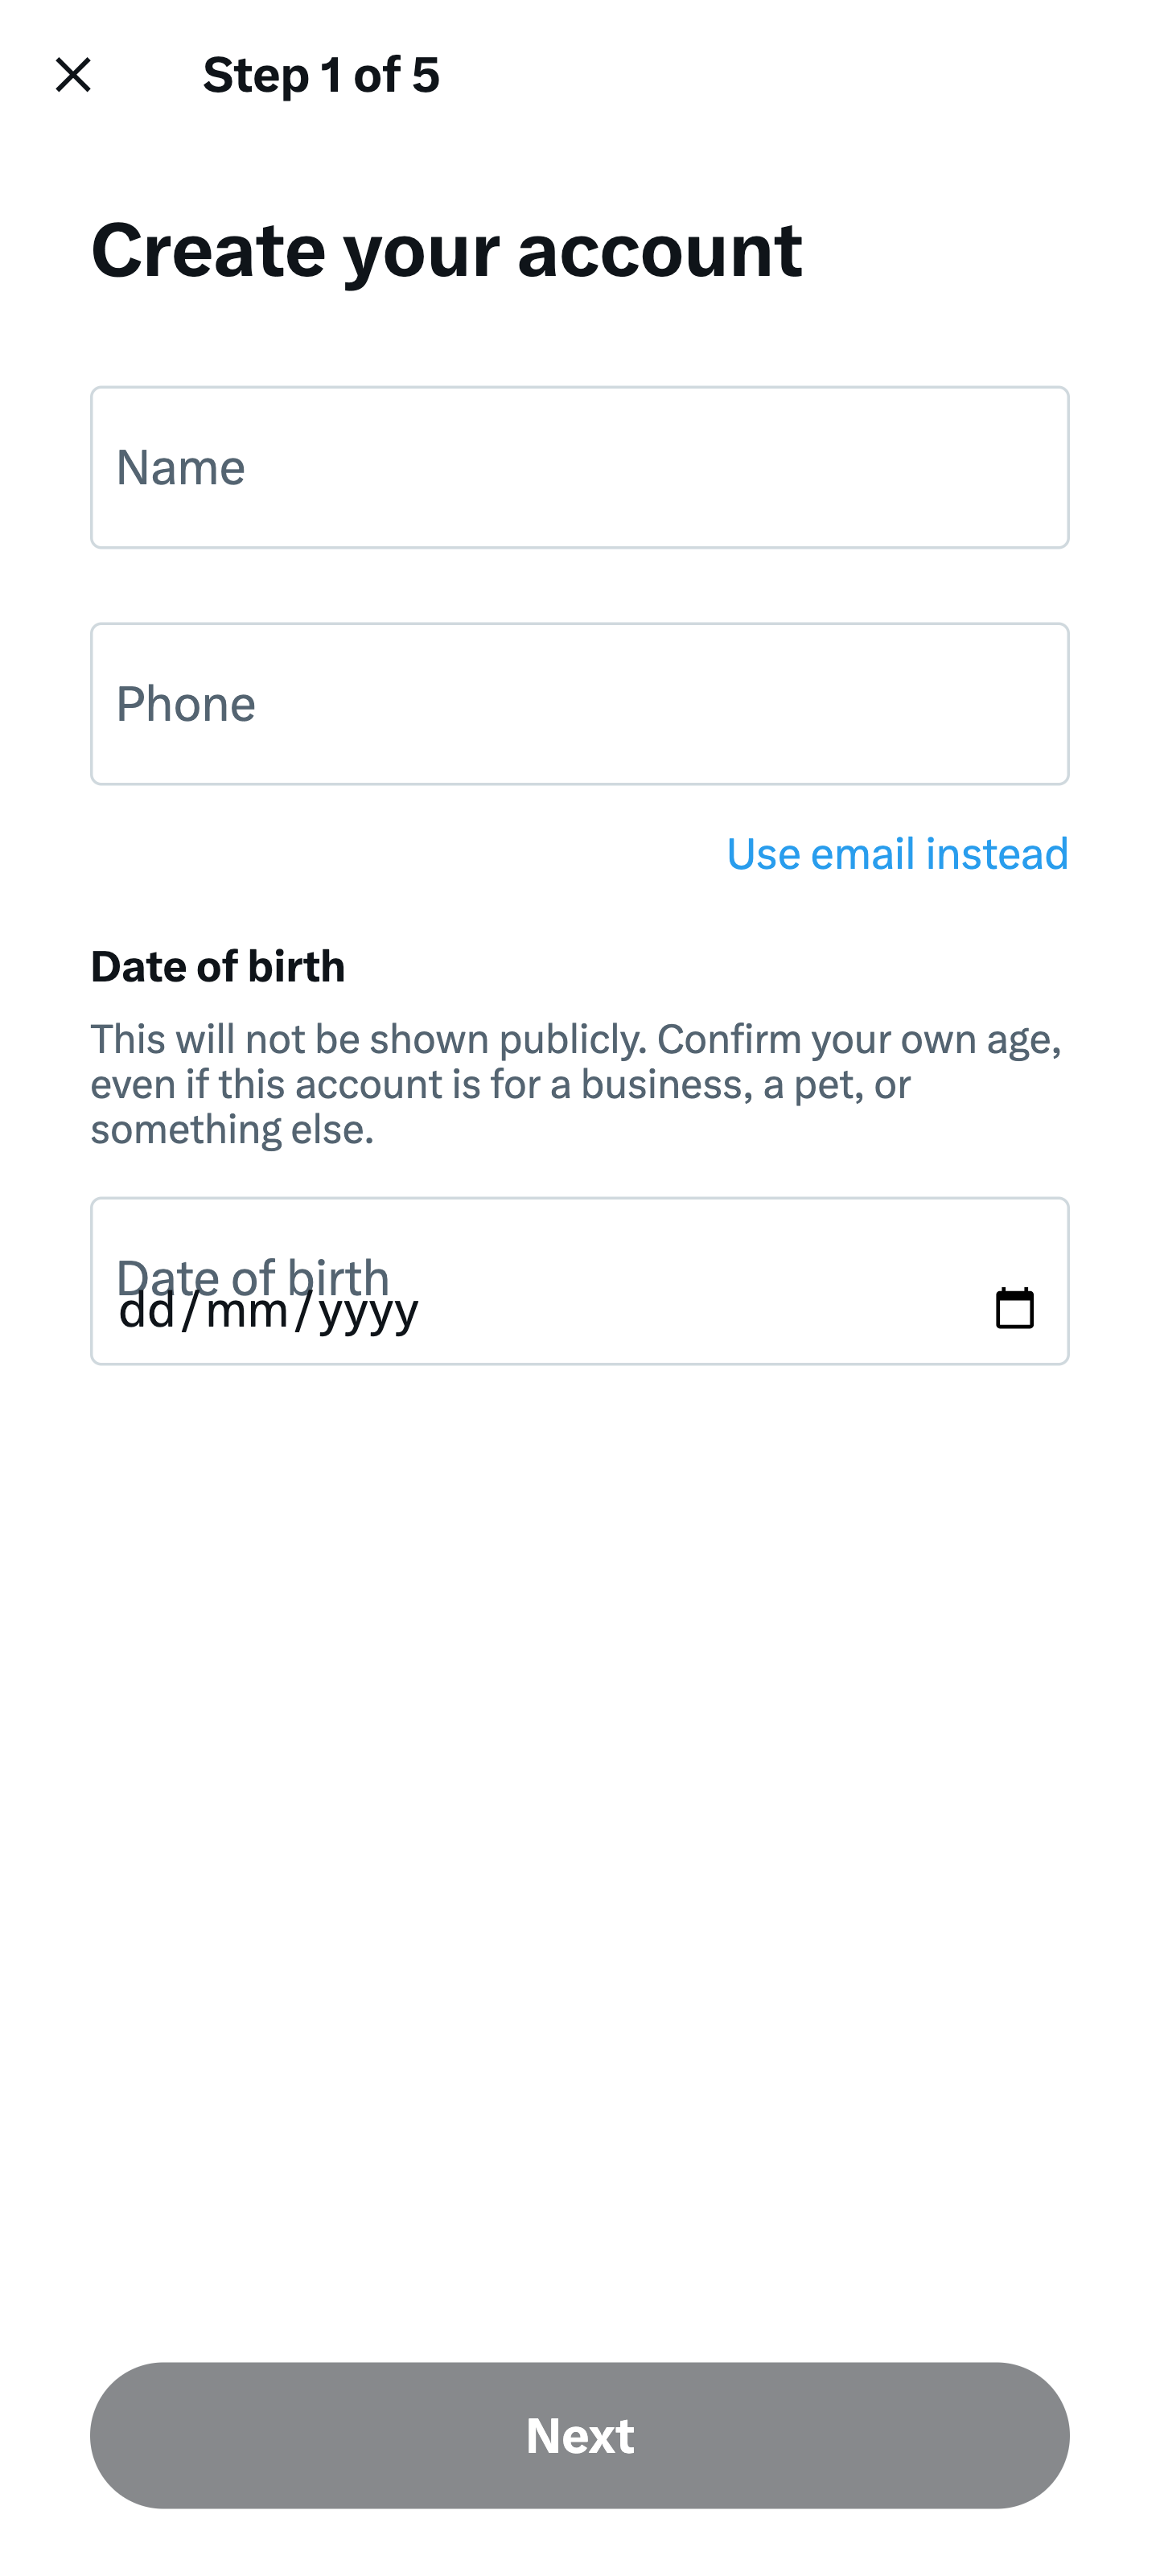 Step 1 of 5
Create your account
Name
Phone
Use email instead
Date of birth
This will not be shown publicly. Confirm your own age,
even if this account is for a business, a pet, or
something else.
Date of birth
dd/mm/yyyy
Next